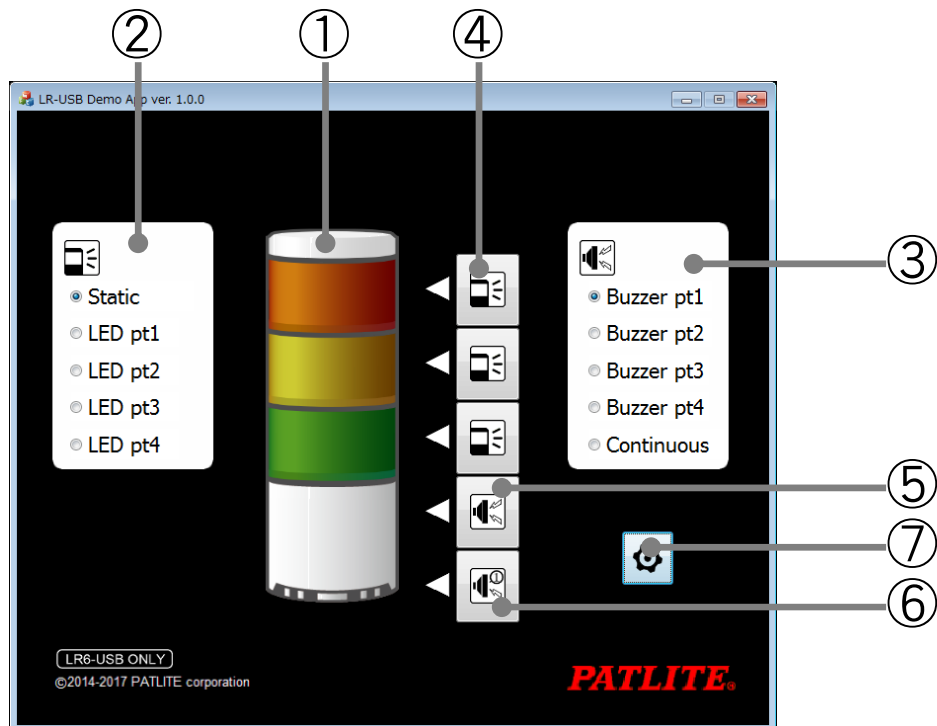 ② ① ④
LR-USB Demo App ver. 1.0.0
Static
LED pt1
LED pt2
LED pt3
LED pt4
Buzzer pt1
Buzzer pt2
Buzzer pt3
Buzzer pt4
Continuous
③
⑤
⑦
⑥
LR6-USB ONLY
©2014-2017 PATLITE corporation
PATLITE®